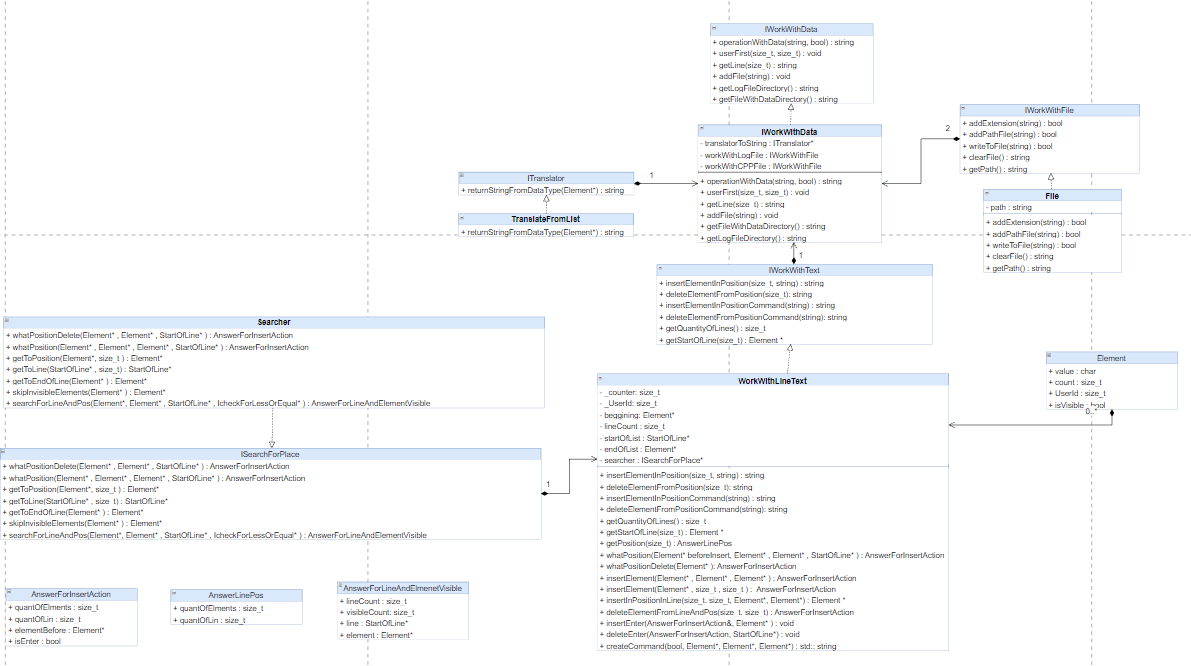 IWorkWithData
+ operationWithData(string, bool) : string
+ userFirst(size_t, size_t) : void
+ getLine(size_t) : string
+ addFile(string) : void
+ getLogFileDirectory() : string
+ getFileWithDataDirectory() : string
IWorkWithData
- translatorToString : ITranslator*
- workWithLogFile : IWorkWithFile
- workWithCPPFile : IWorkWithFile
+ operationWithData(string, bool) : string
+ userFirst(size_t, size_t) : void
+ getLine(size_t) : string
+ addFile(string) : void
+ getFileWithDataDirectory() : string
+ getLogFileDirectory() : string
2
IWorkWithFile
+ addExtension(string) : bool
+ addPathFile(string) : bool
+ writeToFile(string) : bool
+ clearFile() : string
+ getPath() : string
File
- path : string
+ addExtension(string) : bool
+ addPathFile(string) : bool
+ writeToFile(string) : bool
+ clearFile() : string
+ getPath() : string
ITranslator
+ returnStringFromDataType(Element*) : string
1
TranslateFromList
+ returnStringFromDataType(Element*) : string
1
IWorkWithText
+ insertElementInPosition(size_t, string) : string
+ deleteElementFromPosition(size_t): string
+ insertElementInPositionCommand(string) : string
+ deleteElementFromPositionCommand(string): string
+ getQuantityOfLines() : size_t
+ getStartOfLine(size_t) : Element *
Searcher
+ whatPositionDelete(Element* , Element* , StartOfLine* ) : AnswerForInsertAction
+ whatPosition(Element* , Element* , Element* , StartOfLine* ) : AnswerForInsertAction
+ getToPosition(Element*, size_t ) : Element*
+ getToLine(StartOfLine* , size_t) : StartOfLine*
+ getToEndOfLine(Element* ) : Element*
+ skipInvisibleElements(Element* ) : Element*
+ searchForLineAndPos(Element*, Element* , StartOfLine* , IcheckForLessOrEqual* ) : AnswerForLineAndElementVisible
ISearchForPlace
+ whatPositionDelete(Element* , Element* , StartOfLine* ) : AnswerForInsertAction
+ whatPosition(Element* , Element* , Element* , StartOfLine* ) : AnswerForInsertAction
+ getToPosition(Element*, size_t ) : Element*
+ getToLine(StartOfLine* , size_t) : StartOfLine*
+ getToEndOfLine(Element* ) : Element*
+ skipInvisibleElements(Element* ) : Element*
+ searchForLineAndPos(Element*, Element* , StartOfLine* , IcheckForLessOrEqual* ) : AnswerForLineAndElementVisible
1
WorkWithLineText
- _counter: size_t
- _UserId: size_t
- beggining: Element*
- lineCount : size_t
- startOfList : StartOfLine*
- endOfList : Element*
- searcher : ISearchForPlace*
+ insertElementInPosition(size_t, string) : string
+ deleteElementFromPosition(size_t): string
+ insertElementInPositionCommand(string) : string
+ deleteElementFromPositionCommand(string): string
+ getQuantityOfLines() : size_t
+ getStartOfLine(size_t) : Element *
+ getPosition(size_t) : AnswerLinePos
+ whatPosition(Element* beforeInsert, Element* , Element* , StartOfLine* ) : AnswerForInsertAction
+ whatPositionDelete(Element* ): AnswerForInsertAction
+ insertElement(Element* , Element* , Element* ) : AnswerForInsertAction
+ insertElement(Element* , size_t , size_t ) : AnswerForInsertAction
+ insertInPositionInLine(size_t, size_t, Element*, Element*) : Element *
+ deleteElementFromLineAndPos(size_t, size_t) : AnswerForInsertAction
+ insertEnter(AnswerForInsertAction&, Element* ) : void
+ deleteEnter(AnswerForInsertAction, StartOfLine*) : void
+ createCommand(bool, Element*, Element*, Element*) : std:: string
Element
+ value : char
+ count : size_t
+ UserId : size_t
+ isVisible : bool
AnswerForInsertAction
+ quantOfElments : size_t
+ quantOfLin : size_t
+ elementBefore : Element*
+ isEnter : bool
AnswerLinePos
+ quantOfElments : size_t
+ quantOfLin : size_t
AnswerForLineAndElmenetVisible
+ lineCount : size_t
+ visibleCount: size_t
+ line : StartOfLine*
+ element : Element*